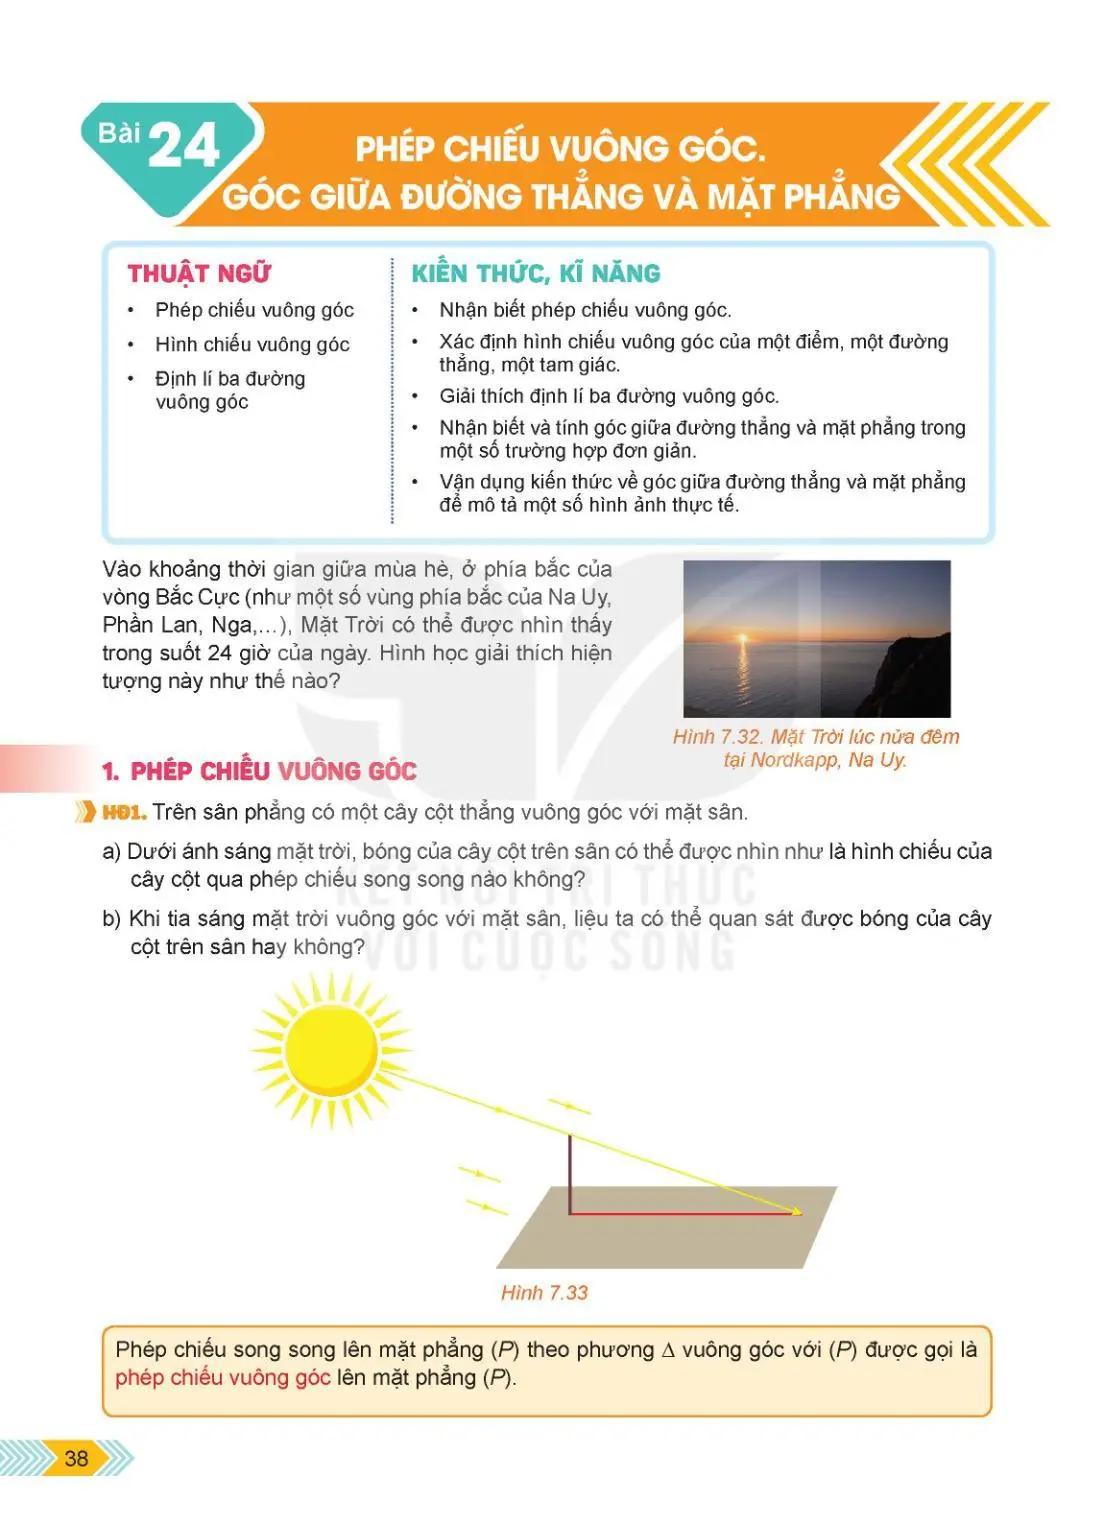 Bài 24
PHÉP CHIẾU VUÔNG GÓC.
GÓC GIỮA ĐƯỜNG THẲNG VÀ MẶT PHẲNG
THUẬT NGỮ
• Phép chiếu vuông góc
• Hình chiếu vuông góc
• Định lí ba đường
vuông góc
KIẾN THỨC, KĨ NĂNG
• Nhận biết phép chiếu vuông góc.
• Xác định hình chiếu vuông góc của một điểm, một đường
thẳng, một tam giác.
• Giải thích định lí ba đường vuông góc.
• Nhận biết và tính góc giữa đường thẳng và mặt phẳng trong
một số trường hợp đơn giản.
• Vận dụng kiến thức về góc giữa đường thẳng và mặt phẳng
để mô tả một số hình ảnh thực tế.
Vào khoảng thời gian giữa mùa hè, ở phía bắc của
vòng Bắc Cực (như một số vùng phía bắc của Na Uy,
Phần Lan, Nga,...), Mặt Trời có thể được nhìn thấy
trong suốt 24 giờ của ngày. Hình học giải thích hiện
tượng này như thế nào?
Hình 7.32. Mặt Trời lúc nửa đêm
tại Nordkapp, Na Uy.
1. PHÉP CHIẾU VUÔNG GÓC
HĐ1. Trên sân phẳng có một cây cột thẳng vuông góc với mặt sân.
a) Dưới ánh sáng mặt trời, bóng của cây cột trên sân có thể được nhìn như là hình chiếu của
cây cột qua phép chiếu song song nào không?
b) Khi tia sáng mặt trời vuông góc với mặt sân, liệu ta có thể quan sát được bóng của cây
cột trên sân hay không?
KẾT NỐI TRI THỨC
VỚI CUỘC SỐNG
Hình 7.33
Phép chiếu song song lên mặt phẳng (P) theo phương Δ vuông góc với (P) được gọi là
phép chiếu vuông góc lên mặt phẳng (P).
38